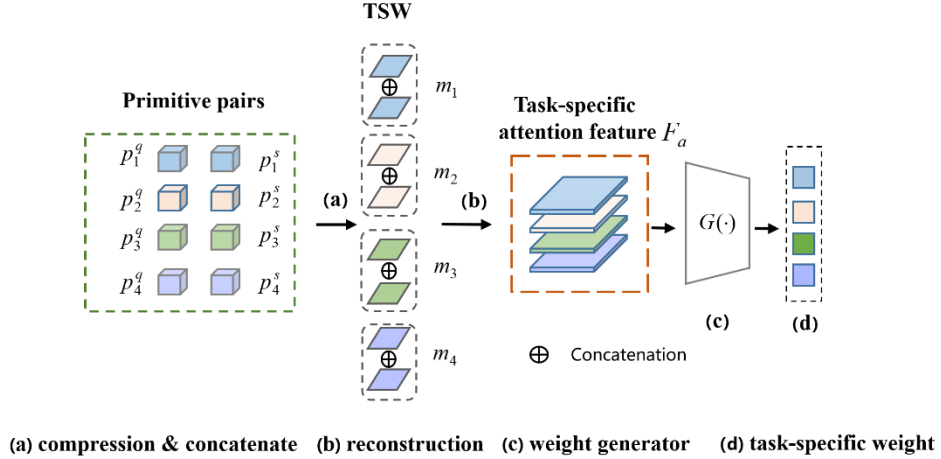 TSW
Primitive pairs
p_1^q p_1^s
p_2^q p_2^s
p_3^q p_3^s
p_4^q p_4^s
(a)
⊕ m_1
⊕ m_2
⊕ m_3
⊕ m_4
(b)
Task-specific
attention feature F_a
G(·)
(c)
(d)
⊕ Concatenation
(a) compression & concatenate (b) reconstruction (c) weight generator (d) task-specific weight